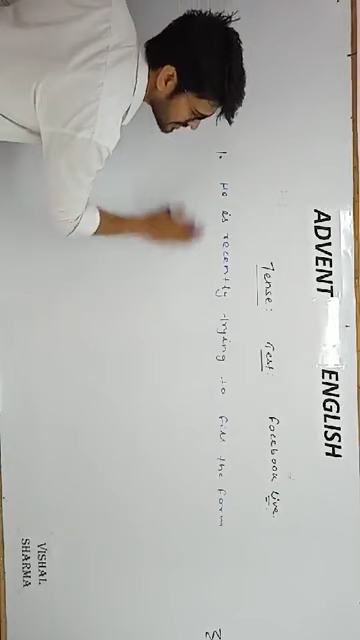 ADVENT ENGLISH
Tense: Test: Facebook Live.
1. He is recently trying to fill the form
VISHAL
SHARMA